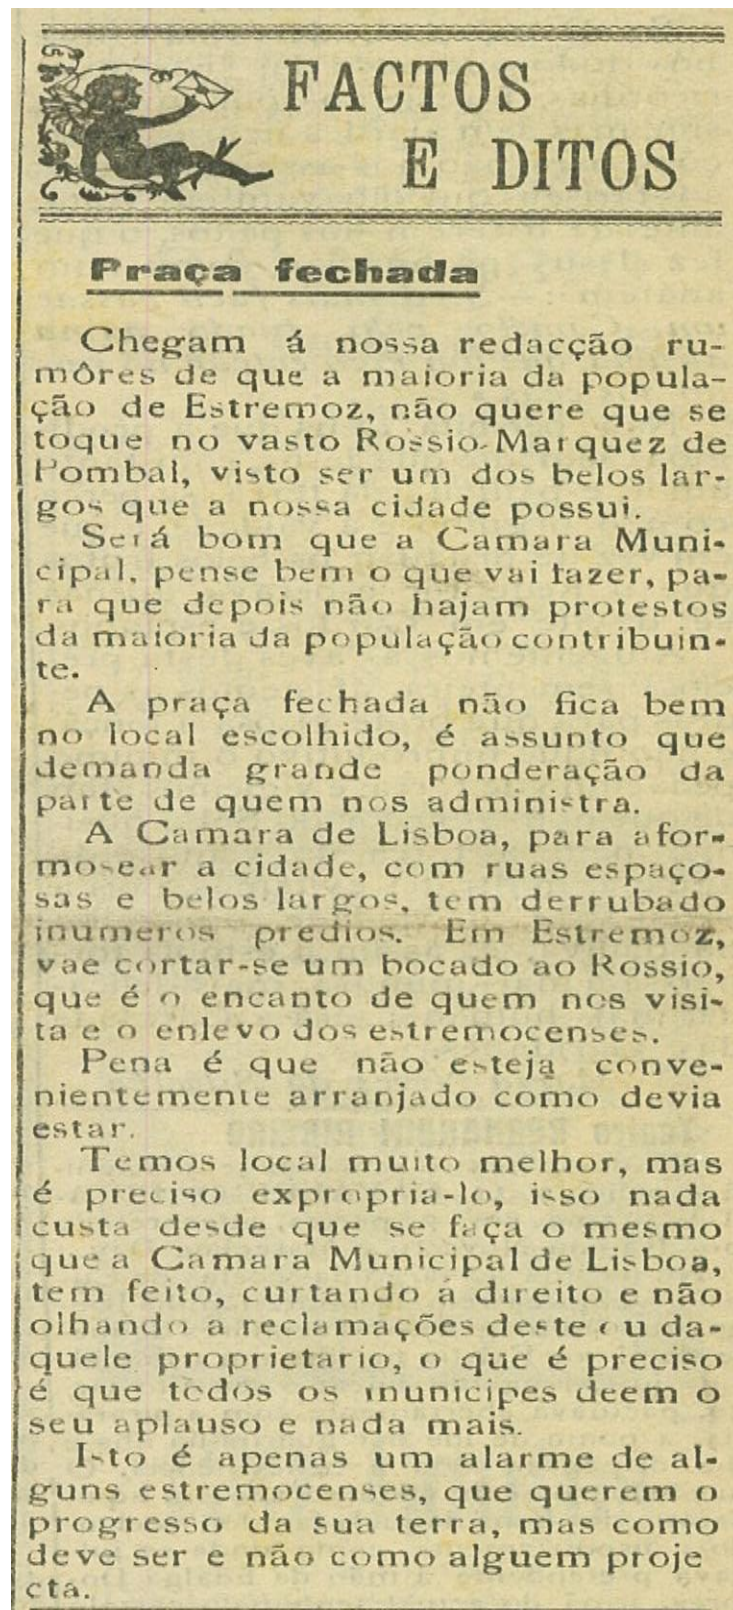 FACTOS
E DITOS
Praça fechada
Chegam á nossa redacção ru-
môres de que a maioria da popula-
ção de Estremoz, não quere que se
toque no vasto Rossio Marquez de
Pombal, visto ser um dos belos lar-
gos que a nossa cidade possui.
Será bom que a Camara Muni-
cipal, pense bem o que vai fazer, pa-
ra que depois não hajam protestos
da maioria da população contribuin-
te.
A praça fechada não fica bem
no local escolhido, é assunto que
demanda grande ponderação da
parte de quem nos administra.
A Camara de Lisboa, para afor-
mosear a cidade, com ruas espaço-
sas e belos largos, tem derrubado
inumeros predios. Em Estremoz,
vae cortar-se um bocado ao Rossio,
que é o encanto de quem nos visi-
ta e o enlevo dos estremocenses.
Pena é que não esteja conve-
nientemente arranjado como devia
estar.
Temos local muito melhor, mas
é preciso expropria-lo, isso nada
custa desde que se faça o mesmo
que a Camara Municipal de Lisboa,
tem feito, curtando á direito e não
olhando a reclamações deste ou da-
quele proprietario, o que é preciso
é que todos os municipes deem o
seu aplauso e nada mais.
Isto é apenas um alarme de al-
guns estremocenses, que querem o
progresso da sua terra, mas como
deve ser e não como alguem proje
cta.